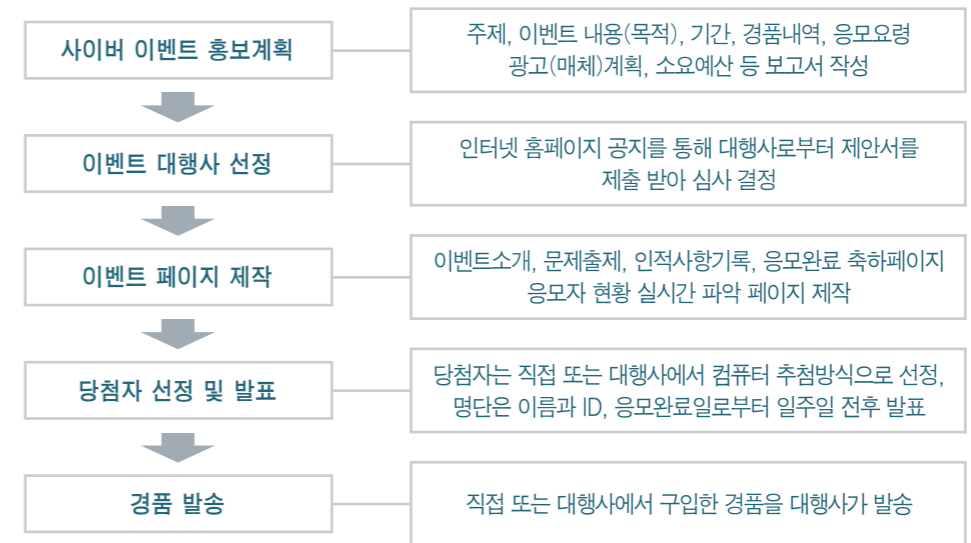 사이버 이벤트 홍보계획
주제, 이벤트 내용(목적), 기간, 경품내역, 응모요령
광고(매체)계획, 소요예산 등 보고서 작성
이벤트 대행사 선정
인터넷 홈페이지 공지를 통해 대행사로부터 제안서를
제출 받아 심사 결정
이벤트 페이지 제작
이벤트소개, 문제출제, 인적사항기록, 응모완료 축하페이지
응모자 현황 실시간 파악 페이지 제작
당첨자 선정 및 발표
당첨자는 직접 또는 대행사에서 컴퓨터 추첨방식으로 선정,
명단은 이름과 ID, 응모완료일로부터 일주일 전후 발표
경품 발송
직접 또는 대행사에서 구입한 경품을 대행사가 발송